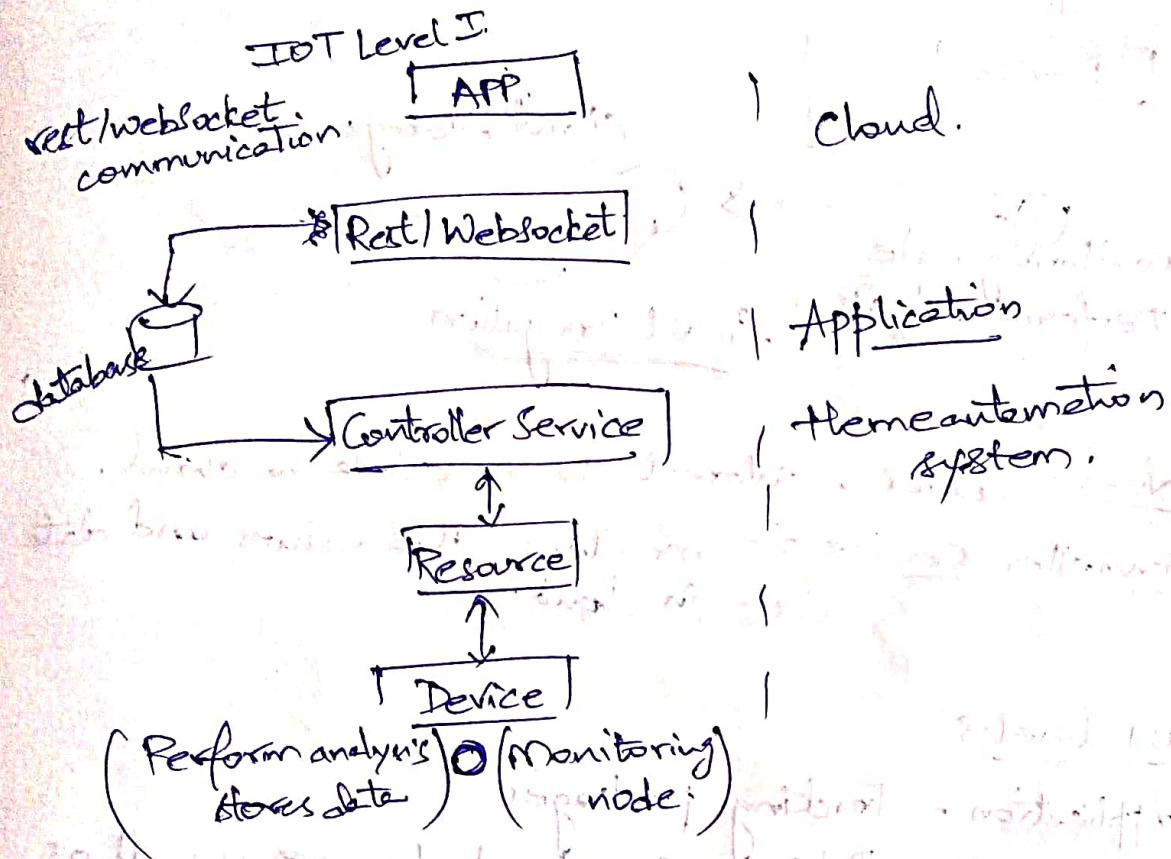 IOT Level I.
APP.
rest/websocket.
communication.
Cloud.
Rest/Websocket
Application
database
Controller Service
Homeautomation
system.
Resource
Device
(Perform analysis
stores data)
(Monitoring
node)